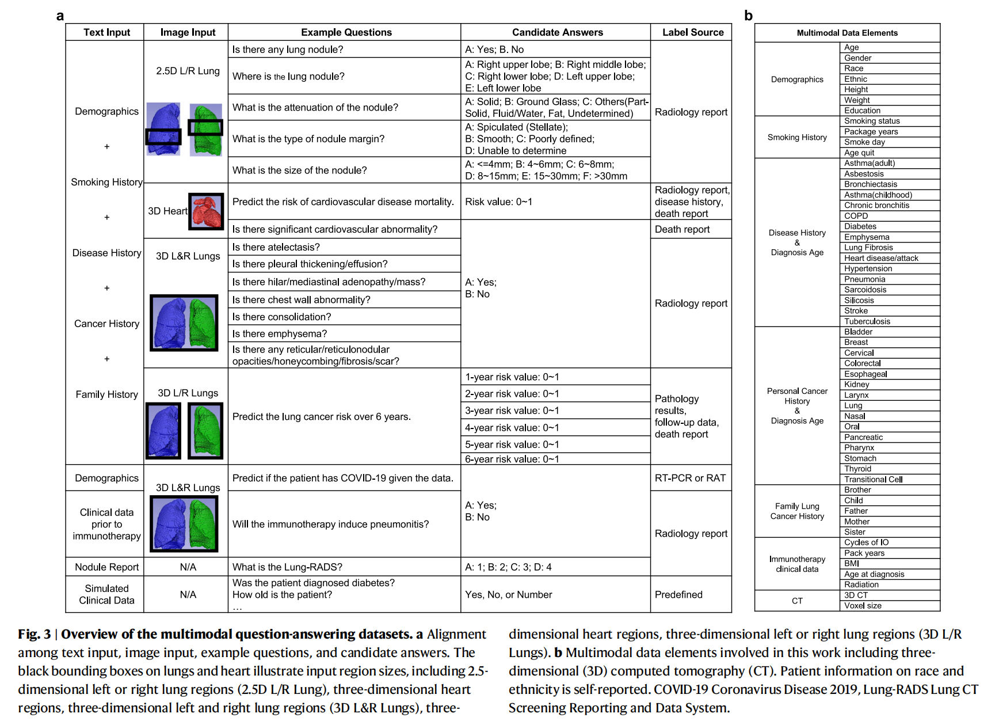 a
Text Input
Image Input
Example Questions
Candidate Answers
Label Source
Demographics
+
Smoking History
+
Disease History
+
Cancer History
+
Family History
2.5D L/R Lung
Is there any lung nodule?
A: Yes; B. No
Radiology report
Where is the lung nodule?
A: Right upper lobe; B: Right middle lobe;
C: Right lower lobe; D: Left upper lobe;
E: Left lower lobe
What is the attenuation of the nodule?
A: Solid; B: Ground Glass; C: Others(Part-
Solid, Fluid/Water, Fat, Undetermined)
What is the type of nodule margin?
A: Spiculated (Stellate);
B: Smooth; C: Poorly defined;
D: Unable to determine
What is the size of the nodule?
A: <=4mm; B: 4~6mm; C: 6~8mm;
D: 8~15mm; E: 15~30mm; F: >30mm
3D Heart
Predict the risk of cardiovascular disease mortality.
Risk value: 0~1
Radiology report,
disease history,
death report
Is there significant cardiovascular abnormality?
Death report
3D L&R Lungs
Is there atelectasis?
Is there pleural thickening/effusion?
Is there hilar/mediastinal adenopathy/mass?
Is there chest wall abnormality?
Is there consolidation?
Is there emphysema?
Is there any reticular/reticulonodular
opacities/honeycombing/fibrosis/scar?
A: Yes;
B: No
Radiology report
3D L/R Lungs
Predict the lung cancer risk over 6 years.
1-year risk value: 0~1
2-year risk value: 0~1
3-year risk value: 0~1
4-year risk value: 0~1
5-year risk value: 0~1
6-year risk value: 0~1
Pathology
results,
follow-up data,
death report
Demographics
3D L&R Lungs
Predict if the patient has COVID-19 given the data.
RT-PCR or RAT
Clinical data
prior to
immunotherapy
Will the immunotherapy induce pneumonitis?
A: Yes;
B: No
Radiology report
Nodule Report
N/A
What is the Lung-RADS?
A: 1; B: 2; C: 3; D: 4
Simulated
Clinical Data
N/A
Was the patient diagnosed diabetes?
How old is the patient?
...
Yes, No, or Number
Predefined
b
Multimodal Data Elements
Demographics
Age
Gender
Race
Ethnic
Height
Weight
Education
Smoking History
Smoking status
Package years
Smoke day
Age quit
Disease History
&
Diagnosis Age
Asthma(adult)
Asbestosis
Bronchiectasis
Asthma(childhood)
Chronic bronchitis
COPD
Diabetes
Emphysema
Lung Fibrosis
Heart disease/attack
Hypertension
Pneumonia
Sarcoidosis
Silicosis
Stroke
Tuberculosis
Personal Cancer
History
&
Diagnosis Age
Bladder
Breast
Cervical
Colorectal
Esophageal
Kidney
Larynx
Lung
Nasal
Oral
Pancreatic
Pharynx
Stomach
Thyroid
Transitional Cell
Family Lung
Cancer History
Brother
Child
Father
Mother
Sister
Immunotherapy
clinical data
Cycles of IO
Pack years
BMI
Age at diagnosis
Radiation
CT
3D CT
Voxel size
Fig. 3 | Overview of the multimodal question-answering datasets. a Alignment
among text input, image input, example questions, and candidate answers. The
black bounding boxes on lungs and heart illustrate input region sizes, including 2.5-
dimensional left or right lung regions (2.5D L/R Lung), three-dimensional heart
regions, three-dimensional left and right lung regions (3D L&R Lungs), three-
dimensional heart regions, three-dimensional left or right lung regions (3D L/R
Lungs). b Multimodal data elements involved in this work including three-
dimensional (3D) computed tomography (CT). Patient information on race and
ethnicity is self-reported. COVID-19 Coronavirus Disease 2019, Lung-RADS Lung CT
Screening Reporting and Data System.